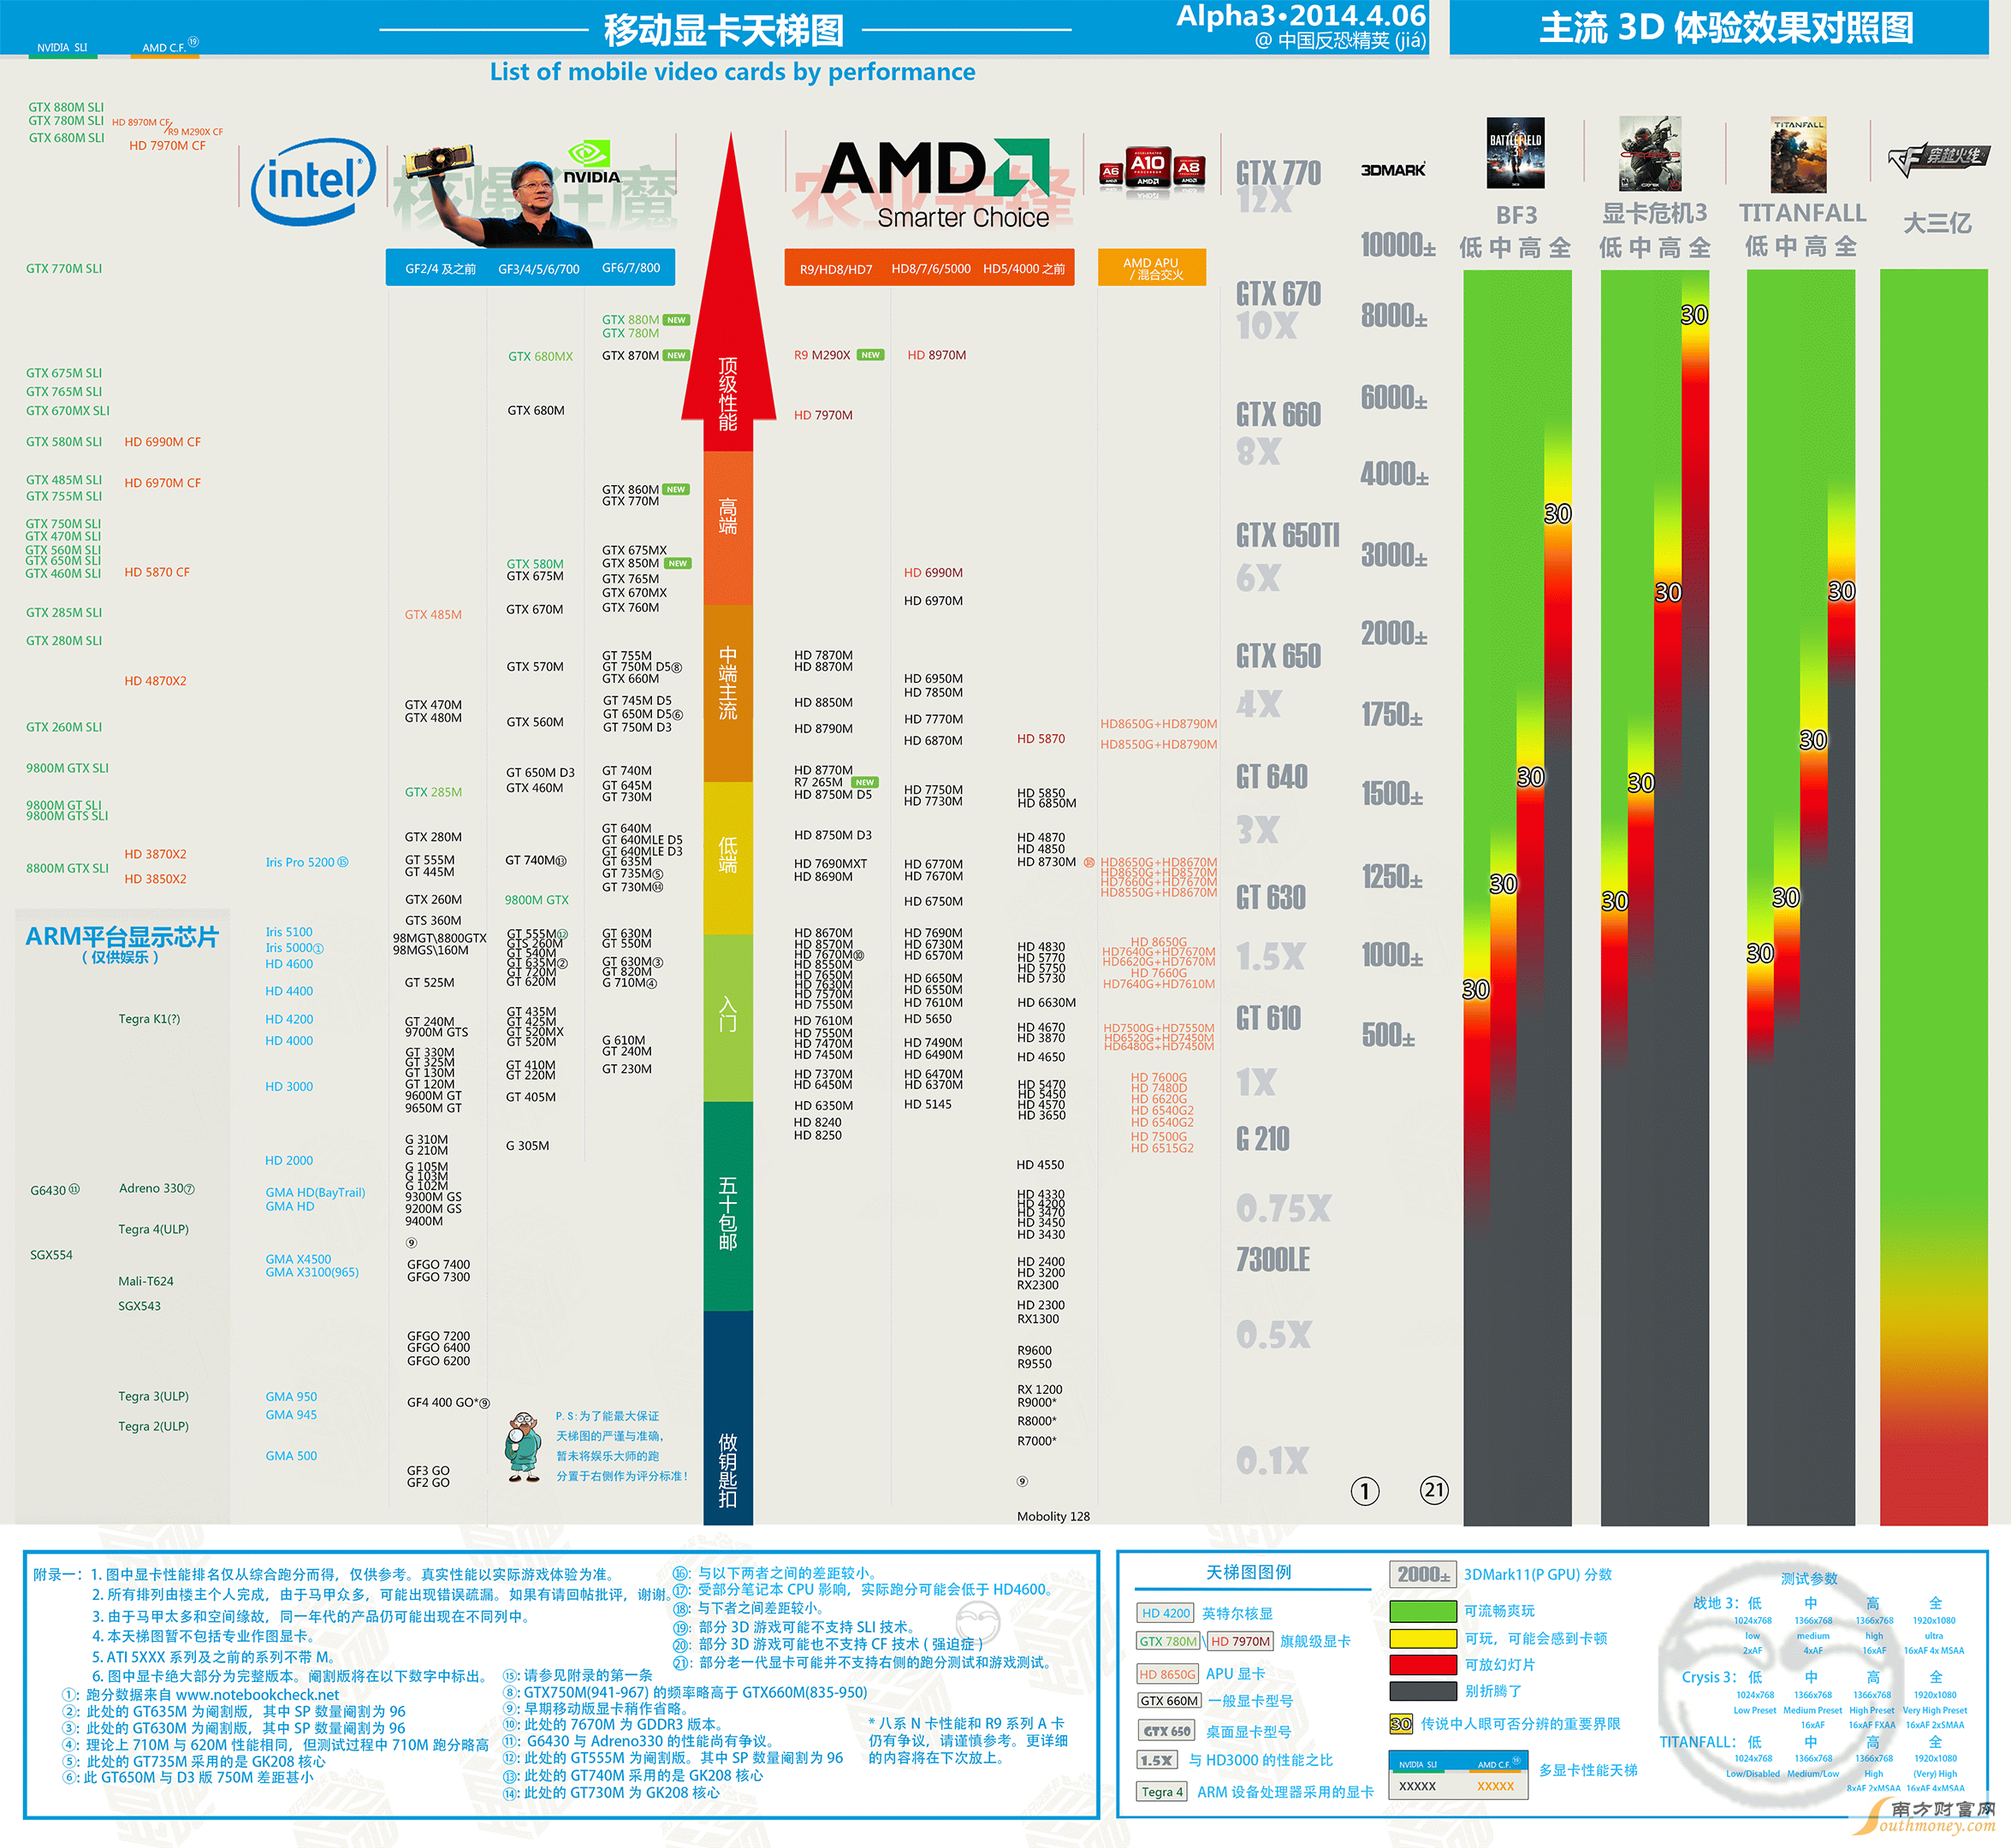 移动显卡天梯图
Alpha3•2014.4.06
@ 中国反恐精荚 (jiá)
主流 3D 体验效果对照图
NVIDIA SLI
AMD C.F.⑲
List of mobile video cards by performance
GTX 880M SLI
GTX 780M SLI
HD 8970M CF/R9 M290X CF
GTX 680M SLI
HD 7970M CF
GTX 770M SLI
GTX 675M SLI
GTX 765M SLI
GTX 670MX SLI
GTX 580M SLI
HD 6990M CF
GTX 485M SLI
HD 6970M CF
GTX 755M SLI
GTX 750M SLI
GTX 470M SLI
GTX 560M SLI
GTX 650M SLI
GTX 460M SLI
HD 5870 CF
GTX 285M SLI
GTX 280M SLI
HD 4870X2
GTX 260M SLI
9800M GTX SLI
9800M GT SLI
9800M GTS SLI
HD 3870X2
8800M GTX SLI
HD 3850X2
ARM平台显示芯片
（仅供娱乐）
Tegra K1(?)
G6430 ⑪
Adreno 330⑦
Tegra 4(ULP)
SGX554
Mali-T624
SGX543
Tegra 3(ULP)
Tegra 2(ULP)
intel
Iris Pro 5200 ⑮
Iris 5100
Iris 5000①
HD 4600
HD 4400
HD 4200
HD 4000
HD 3000
HD 2000
GMA HD(BayTrail)
GMA HD
GMA X4500
GMA X3100(965)
GMA 950
GMA 945
GMA 500
核爆狂魔
NVIDIA
GF2/4 及之前
GF3/4/5/6/700
GF6/7/800
GTX 485M
GTX 470M
GTX 480M
GTX 285M
GTX 280M
GT 555M
GT 445M
GTX 260M
GTS 360M
98MGT\8800GTX
98MGS\160M
GT 525M
GT 240M
9700M GTS
GT 330M
GT 325M
GT 130M
GT 120M
9600M GT
9650M GT
G 310M
G 210M
G 105M
G 103M
G 102M
9300M GS
9200M GS
9400M
⑨
GFGO 7400
GFGO 7300
GFGO 7200
GFGO 6400
GFGO 6200
GF4 400 GO*⑨
GF3 GO
GF2 GO
GTX 680MX
GTX 680M
GTX 580M
GTX 675M
GTX 670M
GTX 570M
GTX 560M
GT 650M D3
GTX 460M
GT 740M⑬
9800M GTX
GT 555M⑫
GTS 260M
GT 540M
GT 635M②
GT 720M
GT 620M
GT 435M
GT 425M
GT 520MX
GT 520M
GT 410M
GT 220M
GT 405M
G 305M
GTX 880M NEW
GTX 780M
GTX 870M NEW
GTX 860M NEW
GTX 770M
GTX 675MX
GTX 850M NEW
GTX 765M
GTX 670MX
GTX 760M
GT 755M
GT 750M D5⑧
GTX 660M
GT 745M D5
GT 650M D5⑥
GT 750M D3
GT 740M
GT 645M
GT 730M
GT 640M
GT 640MLE D5
GT 640MLE D3
GT 635M
GT 735M⑤
GT 730M⑭
GT 630M
GT 550M
GT 630M③
GT 820M
G 710M④
G 610M
GT 240M
GT 230M
P. S:为了能最大保证
天梯图的严谨与准确，
暂未将娱乐大师的跑
分置于右侧作为评分标准！
顶级性能
高端
中端主流
低端
入门
五十包邮
做钥匙扣
农业先锋
AMD
Smarter Choice
R9/HD8/HD7
HD8/7/6/5000
HD5/4000 之前
R9 M290X NEW
HD 7970M
HD 7870M
HD 8870M
HD 8850M
HD 8790M
HD 8770M
R7 265M NEW
HD 8750M D5
HD 8750M D3
HD 7690MXT
HD 8690M
HD 8670M
HD 8570M
HD 7670M⑩
HD 8550M
HD 7650M
HD 7630M
HD 7570M
HD 7550M
HD 7610M
HD 7550M
HD 7470M
HD 7450M
HD 7370M
HD 6450M
HD 6350M
HD 8240
HD 8250
HD 8970M
HD 6990M
HD 6970M
HD 6950M
HD 7850M
HD 7770M
HD 6870M
HD 7750M
HD 7730M
HD 6770M
HD 7670M
HD 6750M
HD 7690M
HD 6730M
HD 6570M
HD 6650M
HD 6550M
HD 7610M
HD 5650
HD 7490M
HD 6490M
HD 6470M
HD 6370M
HD 5145
HD 5870
HD 5850
HD 6850M
HD 4870
HD 4850
HD 8730M
HD 4830
HD 5770
HD 5750
HD 5730
HD 6630M
HD 4670
HD 3870
HD 4650
HD 5470
HD 5450
HD 4570
HD 3650
HD 4550
HD 4330
HD 4200
HD 3470
HD 3450
HD 3430
HD 2400
HD 3200
RX2300
HD 2300
RX1300
R9600
R9550
RX 1200
R9000*
R8000*
R7000*
⑨
Mobolity 128
A6
A10
A8
AMD APU
/ 混合交火
HD8650G+HD8790M
HD8550G+HD8790M
⑱ HD8650G+HD8670M
HD8650G+HD8570M
HD7660G+HD7670M
HD8550G+HD8670M
HD 8650G
HD7640G+HD7670M
HD6620G+HD7670M
HD 7660G
HD7640G+HD7610M
HD7500G+HD7550M
HD6520G+HD7450M
HD6480G+HD7450M
HD 7600G
HD 7480D
HD 6620G
HD 6540G2
HD 6540G2
HD 7500G
HD 6515G2
GTX 770
12X
GTX 670
10X
GTX 660
8X
GTX 650TI
6X
GTX 650
4X
GT 640
3X
GT 630
1.5X
GT 610
1X
G 210
0.75X
7300LE
0.5X
0.1X
3DMARK
10000±
8000±
6000±
4000±
3000±
2000±
1750±
1500±
1250±
1000±
500±
① ㉑
BATTLEFIELD 3
BF3
低 中 高 全
30
30
30
30
显卡危机3
低 中 高 全
30
30
30
30
TITANFALL
TITANFALL
低 中 高 全
30
30
30
30
穿越火线
大三亿
附录一：1. 图中显卡性能排名仅从综合跑分而得，仅供参考。真实性能以实际游戏体验为准。
2. 所有排列由楼主个人完成，由于马甲众多，可能出现错误疏漏。如果有请回帖批评，谢谢。
3. 由于马甲太多和空间缘故，同一年代的产品仍可能出现在不同列中。
4. 本天梯图暂不包括专业作图显卡。
5. ATI 5XXX 系列及之前的系列不带 M。
6. 图中显卡绝大部分为完整版本。阉割版将在以下数字中标出。
①: 跑分数据来自 www.notebookcheck.net
②: 此处的 GT635M 为阉割版，其中 SP 数量阉割为 96
③: 此处的 GT630M 为阉割版，其中 SP 数量阉割为 96
④: 理论上 710M 与 620M 性能相同，但测试过程中 710M 跑分略高
⑤: 此处的 GT735M 采用的是 GK208 核心
⑥: 此 GT650M 与 D3 版 750M 差距甚小
⑮: 请参见附录的第一条
⑧: GTX750M(941-967) 的频率略高于 GTX660M(835-950)
⑨: 早期移动版显卡稍作省略。
⑩: 此处的 7670M 为 GDDR3 版本。
⑪: G6430 与 Adreno330 的性能尚有争议。
⑫: 此处的 GT555M 为阉割版。其中 SP 数量阉割为 96
⑬: 此处的 GT740M 采用的是 GK208 核心
⑭: 此处的 GT730M 为 GK208 核心
⑯: 与以下两者之间的差距较小。
⑰: 受部分笔记本 CPU 影响，实际跑分可能会低于 HD4600。
⑱: 与下者之间差距较小。
⑲: 部分 3D 游戏可能不支持 SLI 技术。
⑳: 部分 3D 游戏可能也不支持 CF 技术 ( 强迫症 )
㉑: 部分老一代显卡可能并不支持右侧的跑分测试和游戏测试。
* 八系 N 卡性能和 R9 系列 A 卡
仍有争议，请谨慎参考。更详细
的内容将在下次放上。
天梯图图例
HD 4200 英特尔核显
GTX 780M\HD 7970M 旗舰级显卡
HD 8650G APU 显卡
GTX 660M 一般显卡型号
GTX 650 桌面显卡型号
1.5X 与 HD3000 的性能之比
Tegra 4 ARM 设备处理器采用的显卡
2000± 3DMark11(P GPU) 分数
可流畅爽玩
可玩，可能会感到卡顿
可放幻灯片
别折腾了
30 传说中人眼可否分辨的重要界限
NVIDIA SLI AMD C.F.⑲
XXXXX XXXXX
多显卡性能天梯
测试参数
战地 3： 低 中 高 全
1024x768 1366x768 1366x768 1920x1080
low medium high ultra
2xAF 4xAF 16xAF 16xAF 4x MSAA
Crysis 3： 低 中 高 全
1024x768 1366x768 1366x768 1920x1080
Low Preset Medium Preset High Preset Very High Preset
16xAF 16xAF FXAA 16xAF 2xSMAA
TITANFALL： 低 中 高 全
1024x768 1366x768 1366x768 1920x1080
Low/Disabled Medium/Low High (Very) High
8xAF 2xMSAA 16xAF 4xMSAA
南方财富网
Southmoney.com